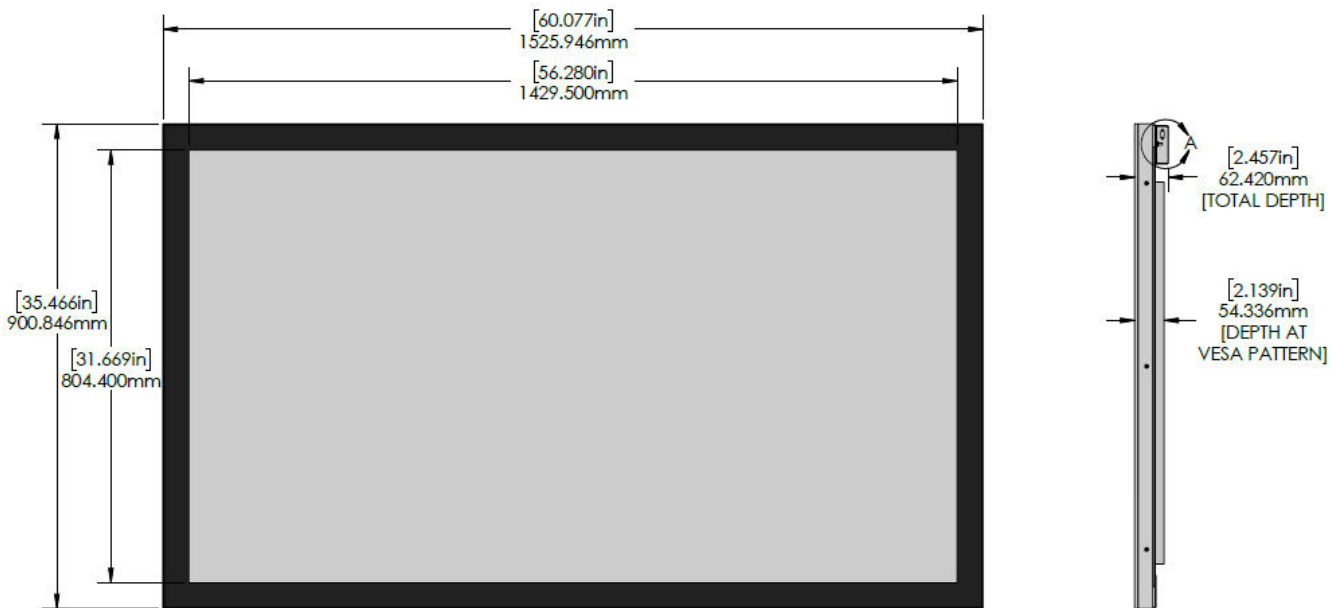 [60.077in]
1525.946mm
[56.280in]
1429.500mm
A
[2.457in]
62.420mm
[TOTAL DEPTH]
[35.466in]
900.846mm
[31.669in]
804.400mm
[2.139in]
54.336mm
[DEPTH AT
VESA PATTERN]